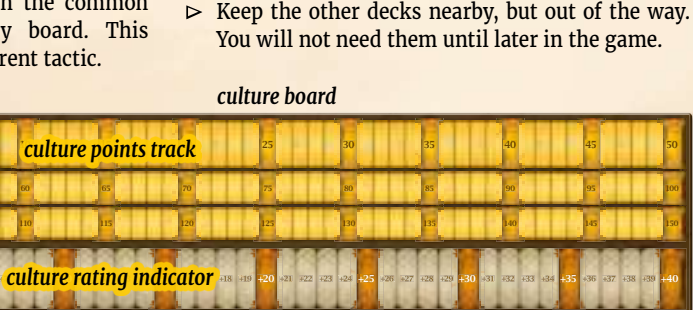 the common
y board. This
rent tactic.
▷ Keep the other decks nearby, but out of the way.
You will not need them until later in the game.
culture board
culture points track
25 30 35 40 45 50
60 65 70 75 80 85 90 95 100
110 115 120 125 130 135 140 145 150
culture rating indicator
+18 +19 +20 +21 +22 +23 +24 +25 +26 +27 +28 +29 +30 +31 +32 +33 +34 +35 +36 +37 +38 +39 +40